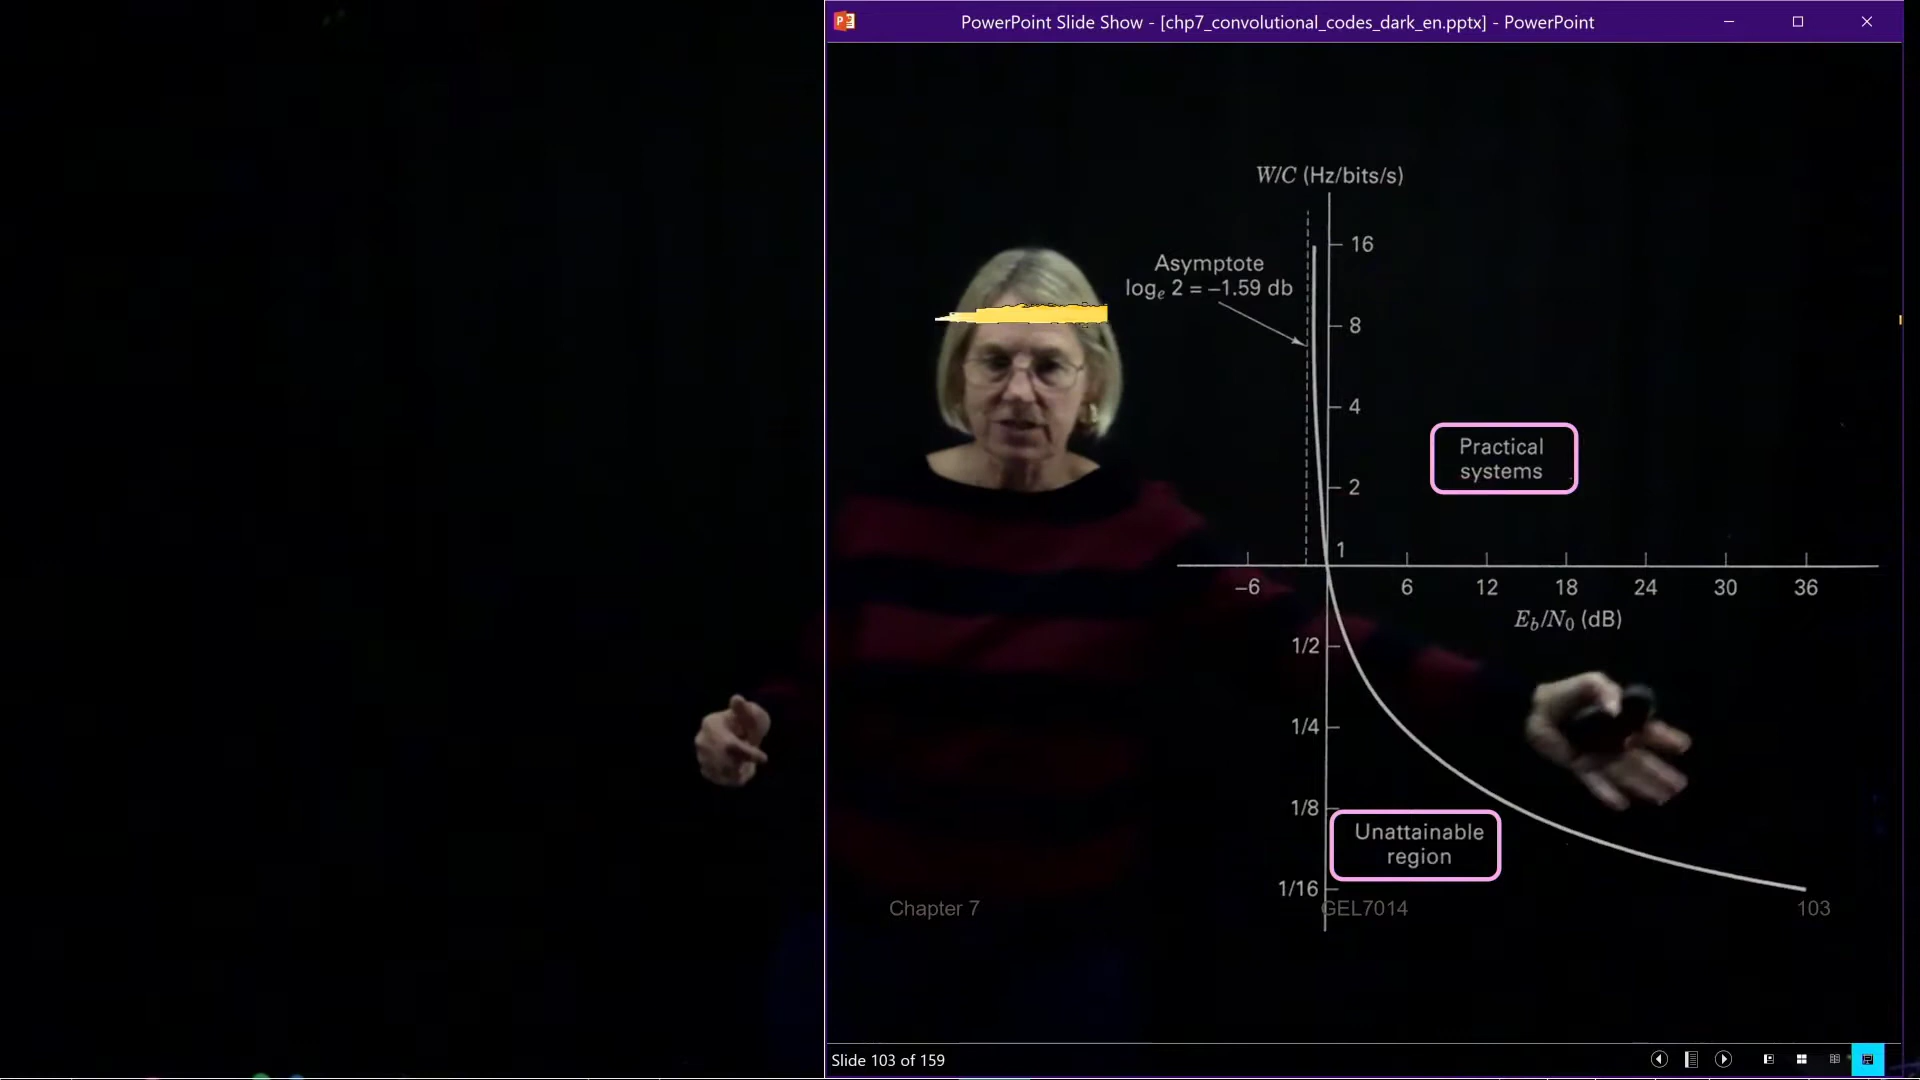 PowerPoint Slide Show - [chp7_convolutional_codes_dark_en.pptx] - PowerPoint
W/C (Hz/bits/s)
16
Asymptote
logₑ 2 = –1.59 db
8
4
Practical
systems
2
1
–6 6 12 18 24 30 36
E_b/N_0 (dB)
1/2
1/4
1/8
Unattainable
region
1/16
Chapter 7 GEL7014 103
Slide 103 of 159